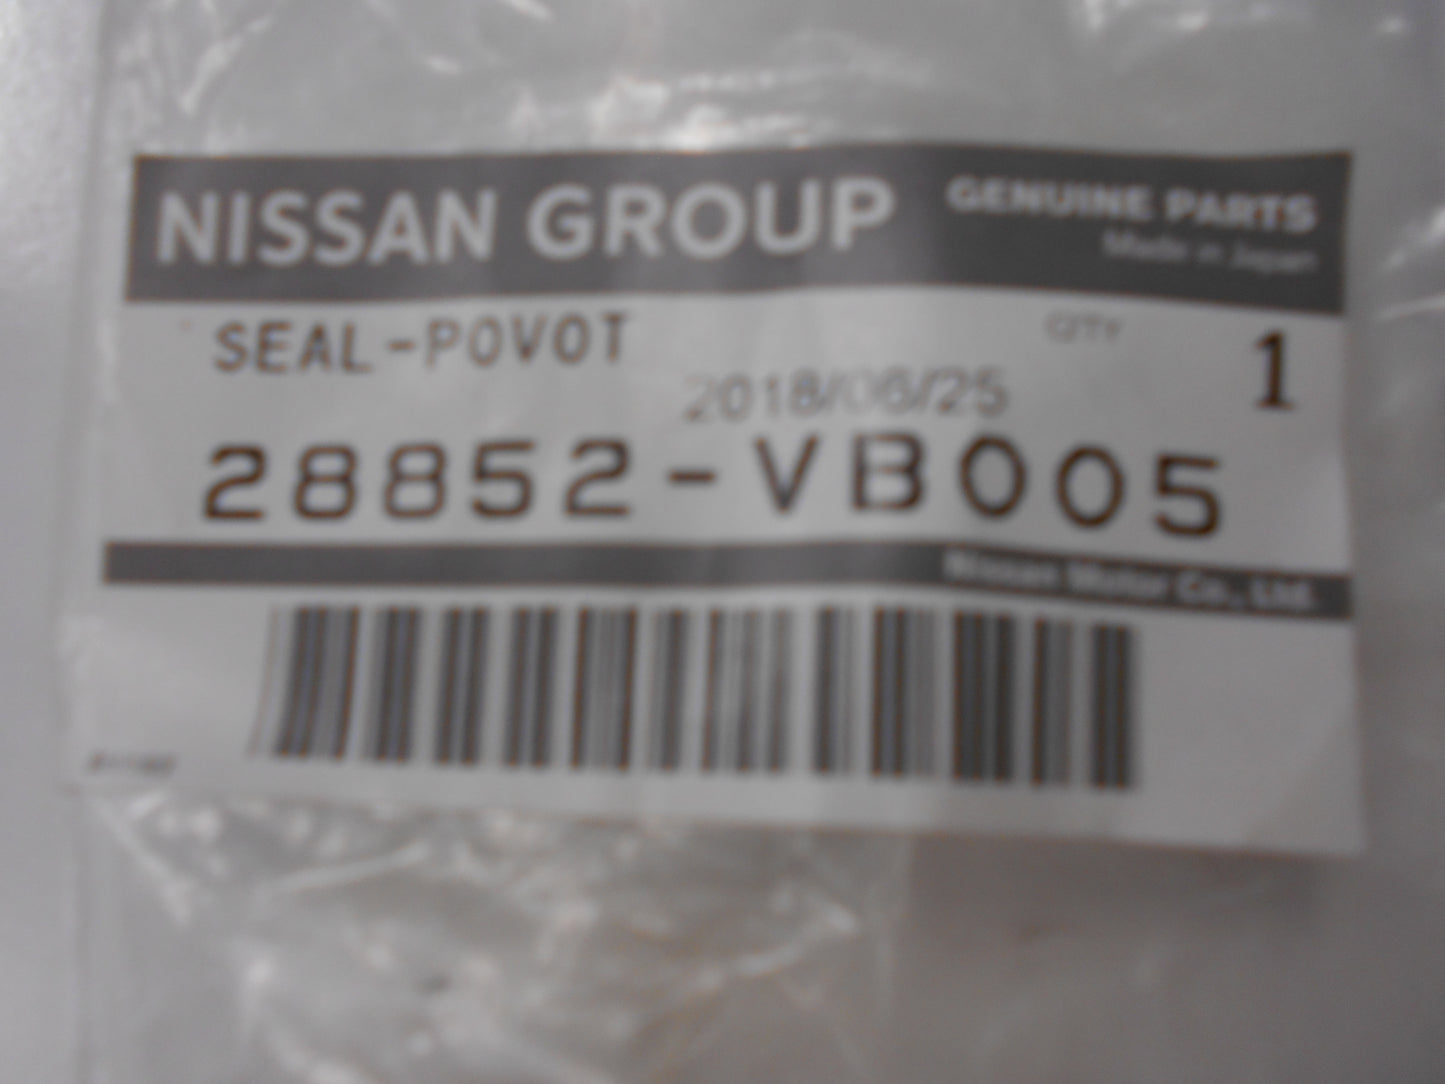 NISSAN GROUP
GENUINE PARTS
Made in Japan
SEAL-POVOT
QTY 1
2018/06/25
28852-VB005
Nissan Motor Co., Ltd.